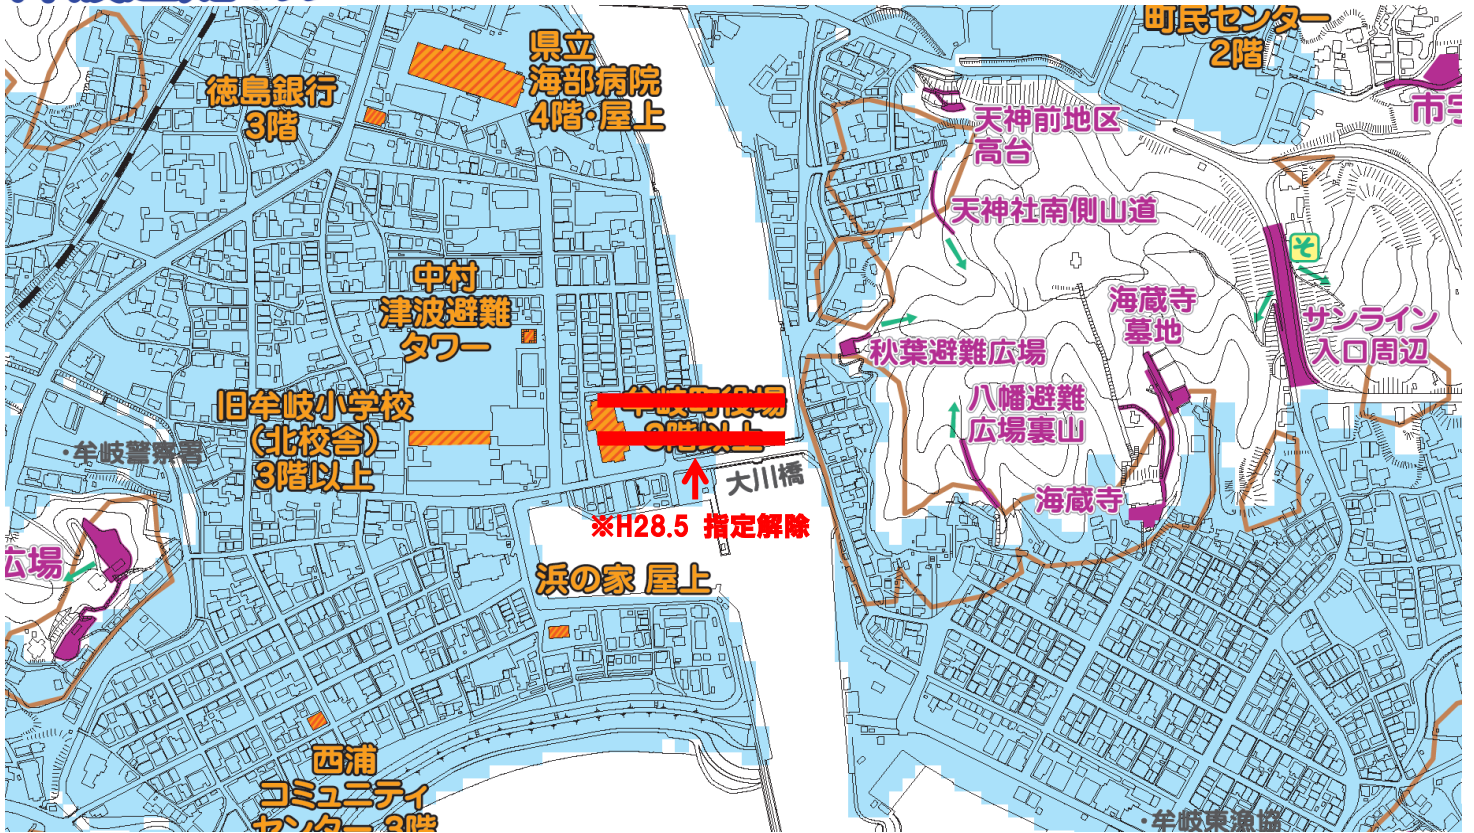 町民センター
2階
県立
海部病院
4階・屋上
徳島銀行
3階
天神前地区
高台
天神社南側山道
そ
中村
津波避難
タワー
海蔵寺
墓地
サンライン
入口周辺
秋葉避難広場
旧牟岐小学校
（北校舎）
3階以上
牟岐町役場
八幡避難
広場裏山
・牟岐警察署
大川橋
海蔵寺
※H28.5 指定解除
広場
浜の家 屋上
西浦
コミュニティ
センター 3階
・牟岐東漁協